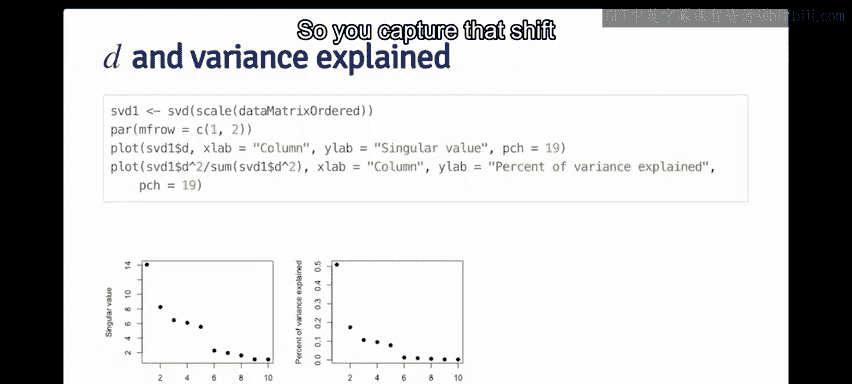 So you capture that shift
d and variance explained
svd1 <- svd(scale(dataMatrixOrdered))
par(mfrow = c(1, 2))
plot(svd1$d, xlab = "Column", ylab = "Singular value", pch = 19)
plot(svd1$d^2/sum(svd1$d^2), xlab = "Column", ylab = "Percent of variance explained",
pch = 19)
Singular value
14
10
8
6
4
2
2 4 6 8 10
Percent of variance explained
0.5
0.4
0.3
0.2
0.1
0.0
2 4 6 8 10